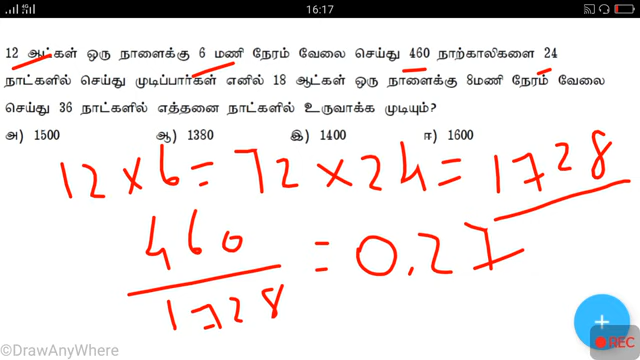 16:17
12 ஆட்கள் ஒரு நாளைக்கு 6 மணி நேரம் வேலை செய்து 460 நாற்காலிகளை 24
நாட்களில் செய்து முடிப்பார்கள் எனில் 18 ஆட்கள் ஒரு நாளைக்கு 8மணி நேரம் வேலை
செய்து 36 நாட்களில் எத்தனை நாட்களில் உருவாக்க முடியும்?
அ) 1500 ஆ) 1380 இ) 1400 ஈ) 1600
12 × 6 = 72 × 24 = 1728
460
1728
= 0.27
©DrawAnyWhere
REC